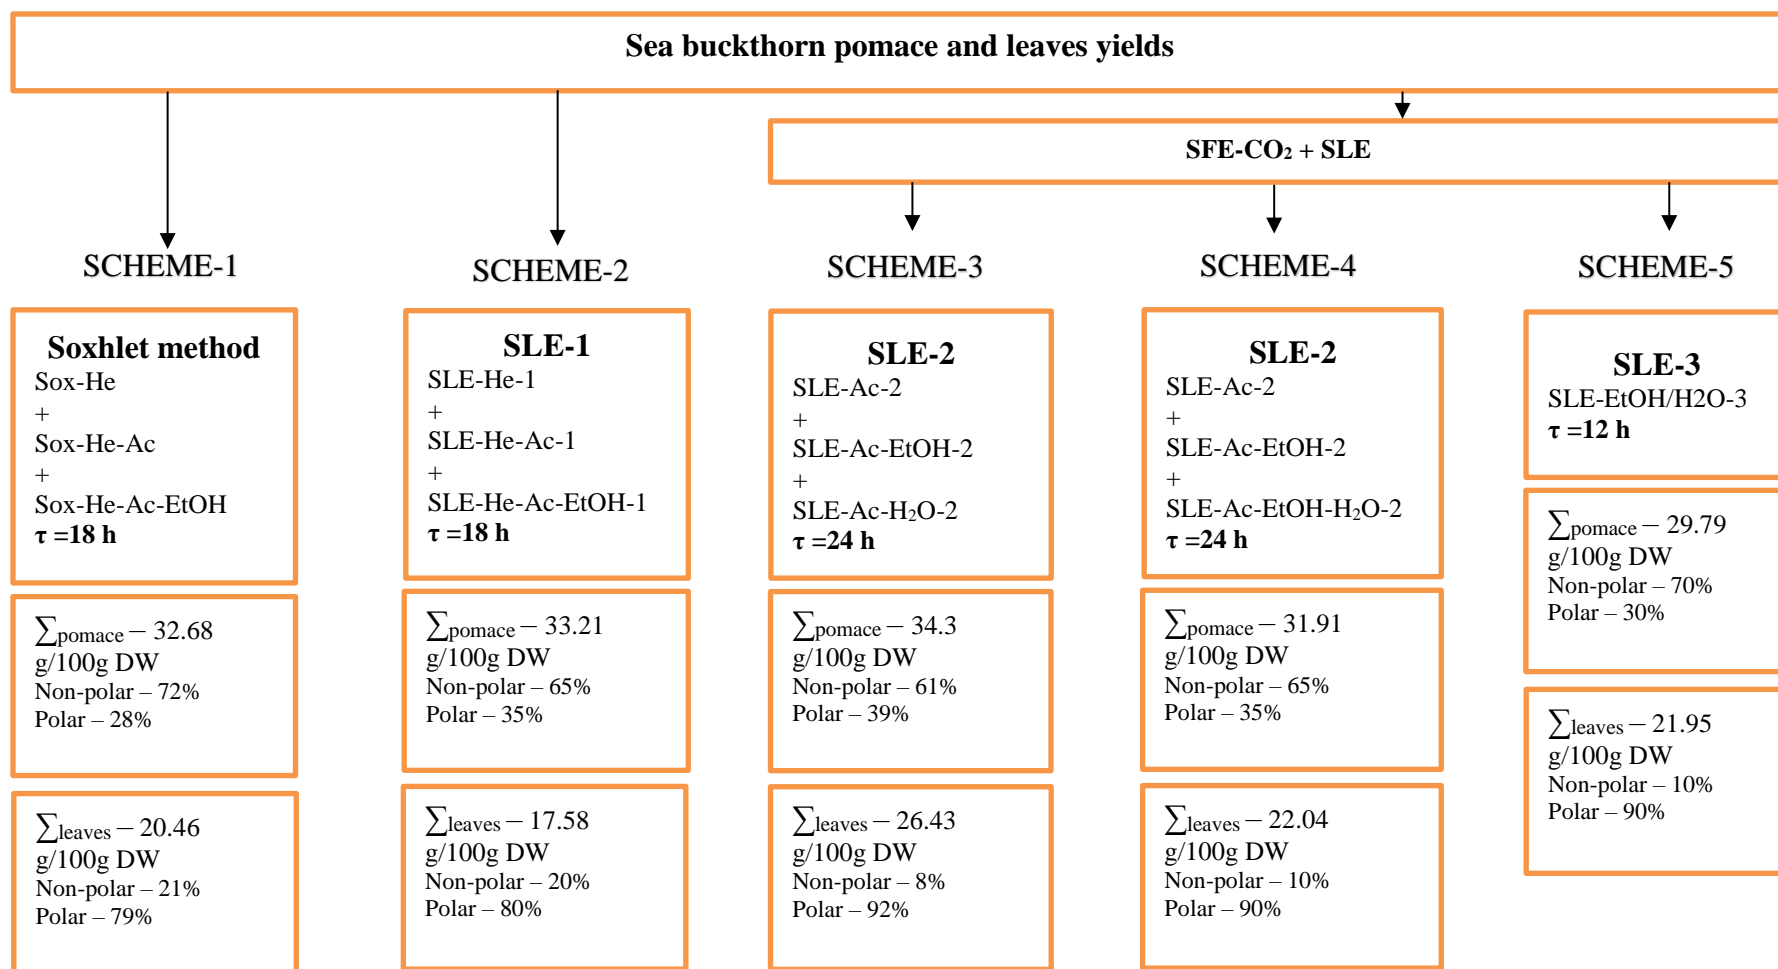 Sea buckthorn pomace and leaves yields
SFE-CO₂ + SLE
SCHEME-1
SCHEME-2
SCHEME-3
SCHEME-4
SCHEME-5
Soxhlet method
Sox-He
+
Sox-He-Ac
+
Sox-He-Ac-EtOH
τ =18 h
∑pomace – 32.68
g/100g DW
Non-polar – 72%
Polar – 28%
∑leaves – 20.46
g/100g DW
Non-polar – 21%
Polar – 79%
SLE-1
SLE-He-1
+
SLE-He-Ac-1
+
SLE-He-Ac-EtOH-1
τ =18 h
∑pomace – 33.21
g/100g DW
Non-polar – 65%
Polar – 35%
∑leaves – 17.58
g/100g DW
Non-polar – 20%
Polar – 80%
SLE-2
SLE-Ac-2
+
SLE-Ac-EtOH-2
+
SLE-Ac-H₂O-2
τ =24 h
∑pomace – 34.3
g/100g DW
Non-polar – 61%
Polar – 39%
∑leaves – 26.43
g/100g DW
Non-polar – 8%
Polar – 92%
SLE-2
SLE-Ac-2
+
SLE-Ac-EtOH-2
+
SLE-Ac-EtOH-H₂O-2
τ =24 h
∑pomace – 31.91
g/100g DW
Non-polar – 65%
Polar – 35%
∑leaves – 22.04
g/100g DW
Non-polar – 10%
Polar – 90%
SLE-3
SLE-EtOH/H2O-3
τ =12 h
∑pomace – 29.79
g/100g DW
Non-polar – 70%
Polar – 30%
∑leaves – 21.95
g/100g DW
Non-polar – 10%
Polar – 90%